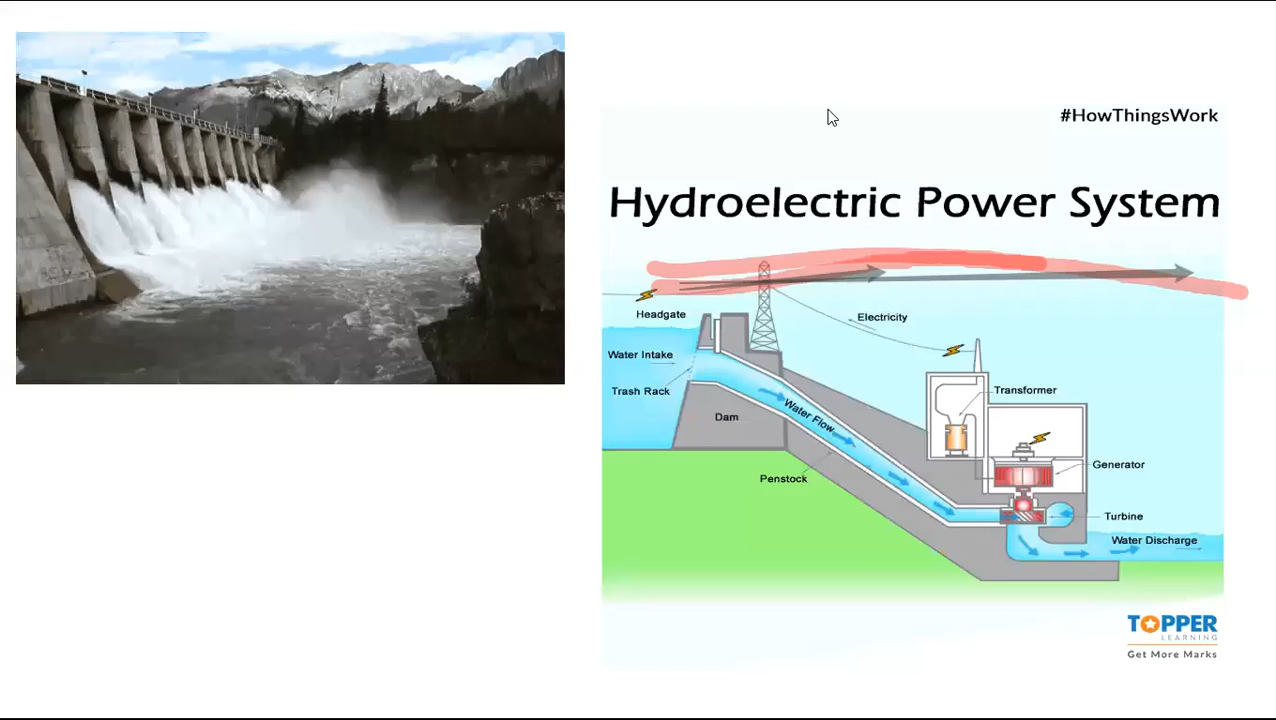 #HowThingsWork
Hydroelectric Power System
Headgate
Electricity
Water Intake
Trash Rack
Transformer
Water Flow
Dam
Generator
Penstock
Turbine
Water Discharge
TOPPER
LEARNING
Get More Marks